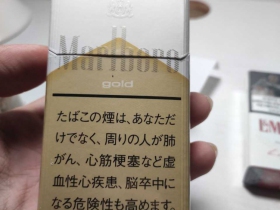 Marlboro
gold
たばこの煙は、あなただ
けでなく、周りの人が肺
がん、心筋梗塞など虚
血性心疾患、脳卒中に
なる危険性も高めます。